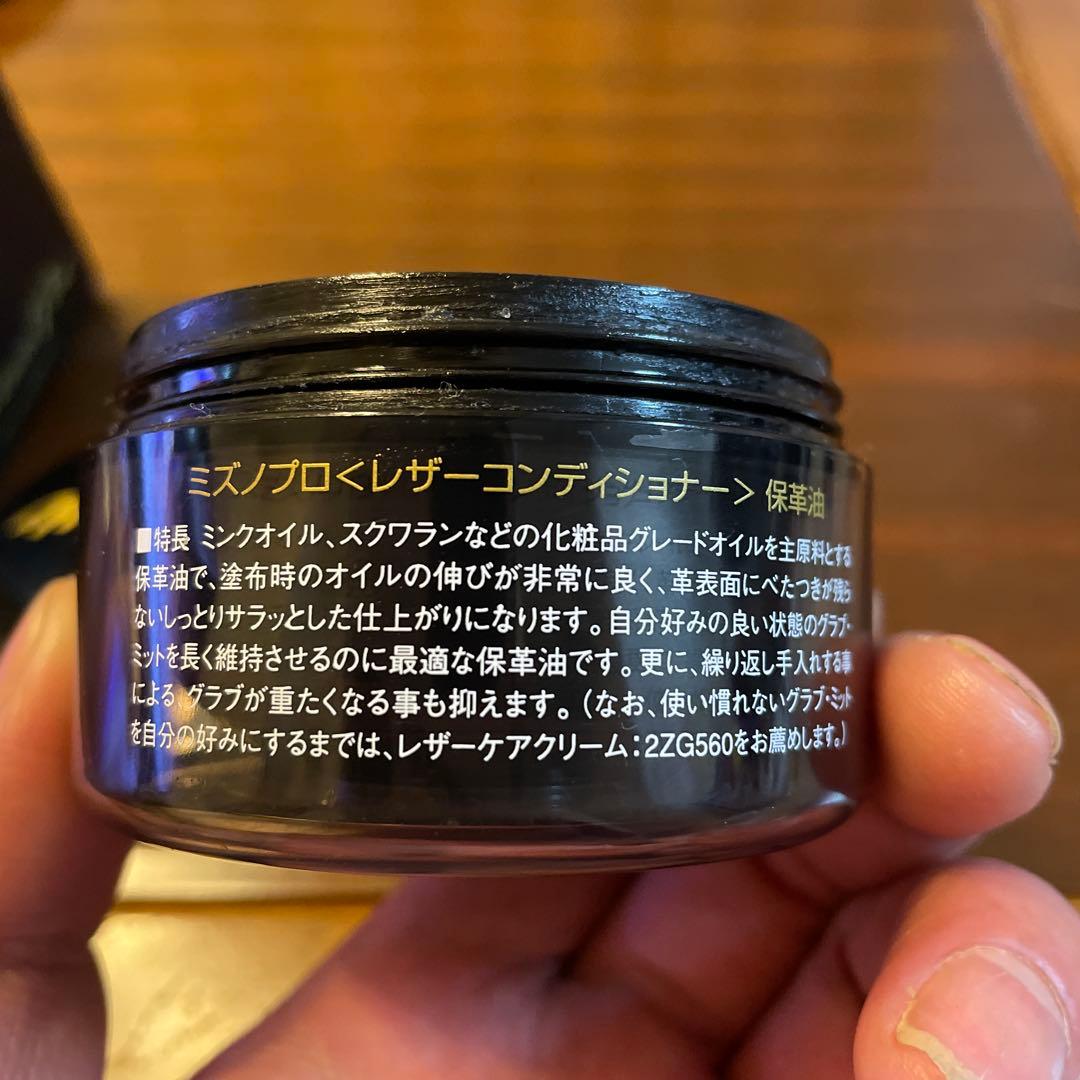 ミズノプロ<レザーコンディショナー> 保革油
■特長 ミンクオイル、スクワランなどの化粧品グレードオイルを主原料とする
保革油で、塗布時のオイルの伸びが非常に良く、革表面にべたつきが残ら
ないしっとりサラッとした仕上がりになります。自分好みの良い状態のグラブ・
ミットを長く維持させるのに最適な保革油です。更に、繰り返し手入れする事
による、グラブが重たくなる事も抑えます。(なお、使い慣れないグラブ・ミット
を自分の好みにするまでは、レザーケアクリーム:2ZG560をお薦めします。)